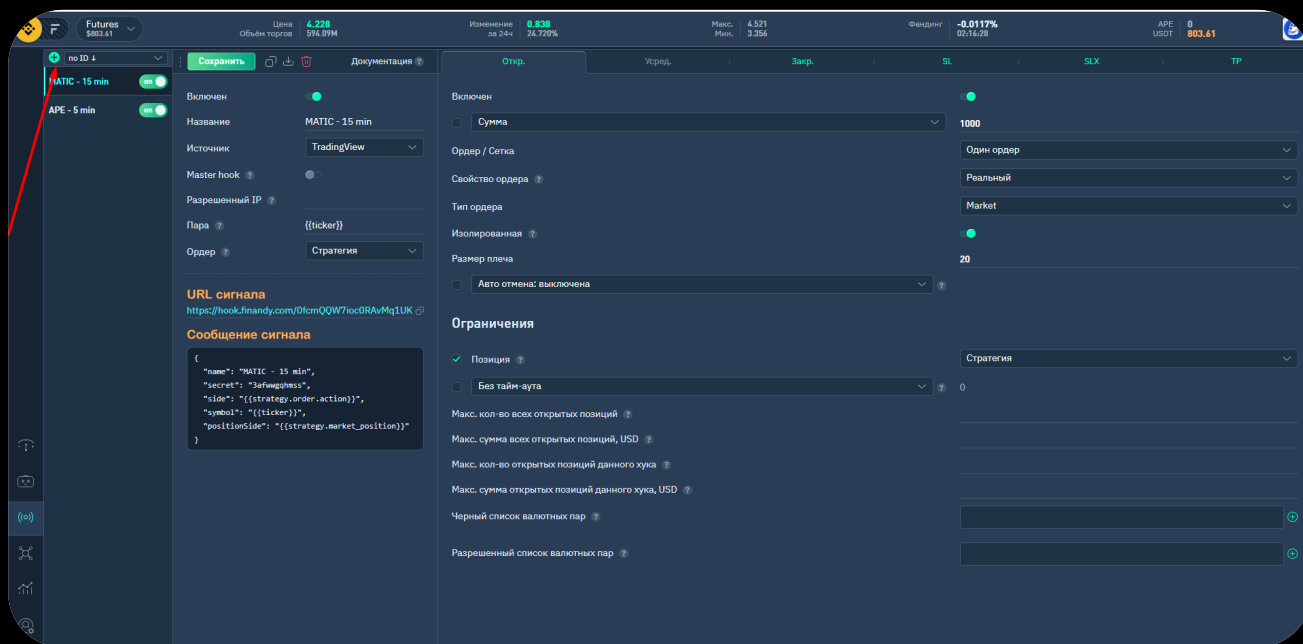 Futures
$803.61
Цена 4.228
Объём торгов 594.09M
Изменение 0.838
за 24ч 24.720%
Макс. 4.521
Мин. 3.356
Фандинг -0.0117%
02:16:28
APE 0
USDT 803.61
no ID ↓
MATIC - 15 min on
APE - 5 min on
Сохранить Документация ?
Включен
Название MATIC - 15 min
Источник TradingView
Master hook ?
Разрешенный IP ?
Пара ? {{ticker}}
Ордер ? Стратегия
URL сигнала
https://hook.finandy.com/0fcmQQW7ioc0RAvMq1UK
Сообщение сигнала
{
"name": "MATIC - 15 min",
"secret": "3afwwgqhmss",
"side": "{{strategy.order.action}}",
"symbol": "{{ticker}}",
"positionSide": "{{strategy.market_position}}"
}
Откр. Усред. Закр. SL SLX TP
Включен
Сумма 1000
Ордер / Сетка Один ордер
Свойство ордера ? Реальный
Тип ордера Market
Изолированная ?
Размер плеча 20
Авто отмена: выключена ?
Ограничения
Позиция ? Стратегия
Без тайм-аута ? 0
Макс. кол-во всех открытых позиций ?
Макс. сумма всех открытых позиций, USD ?
Макс. кол-во открытых позиций данного хука ?
Макс. сумма открытых позиций данного хука, USD ?
Черный список валютных пар ?
Разрешенный список валютных пар ?